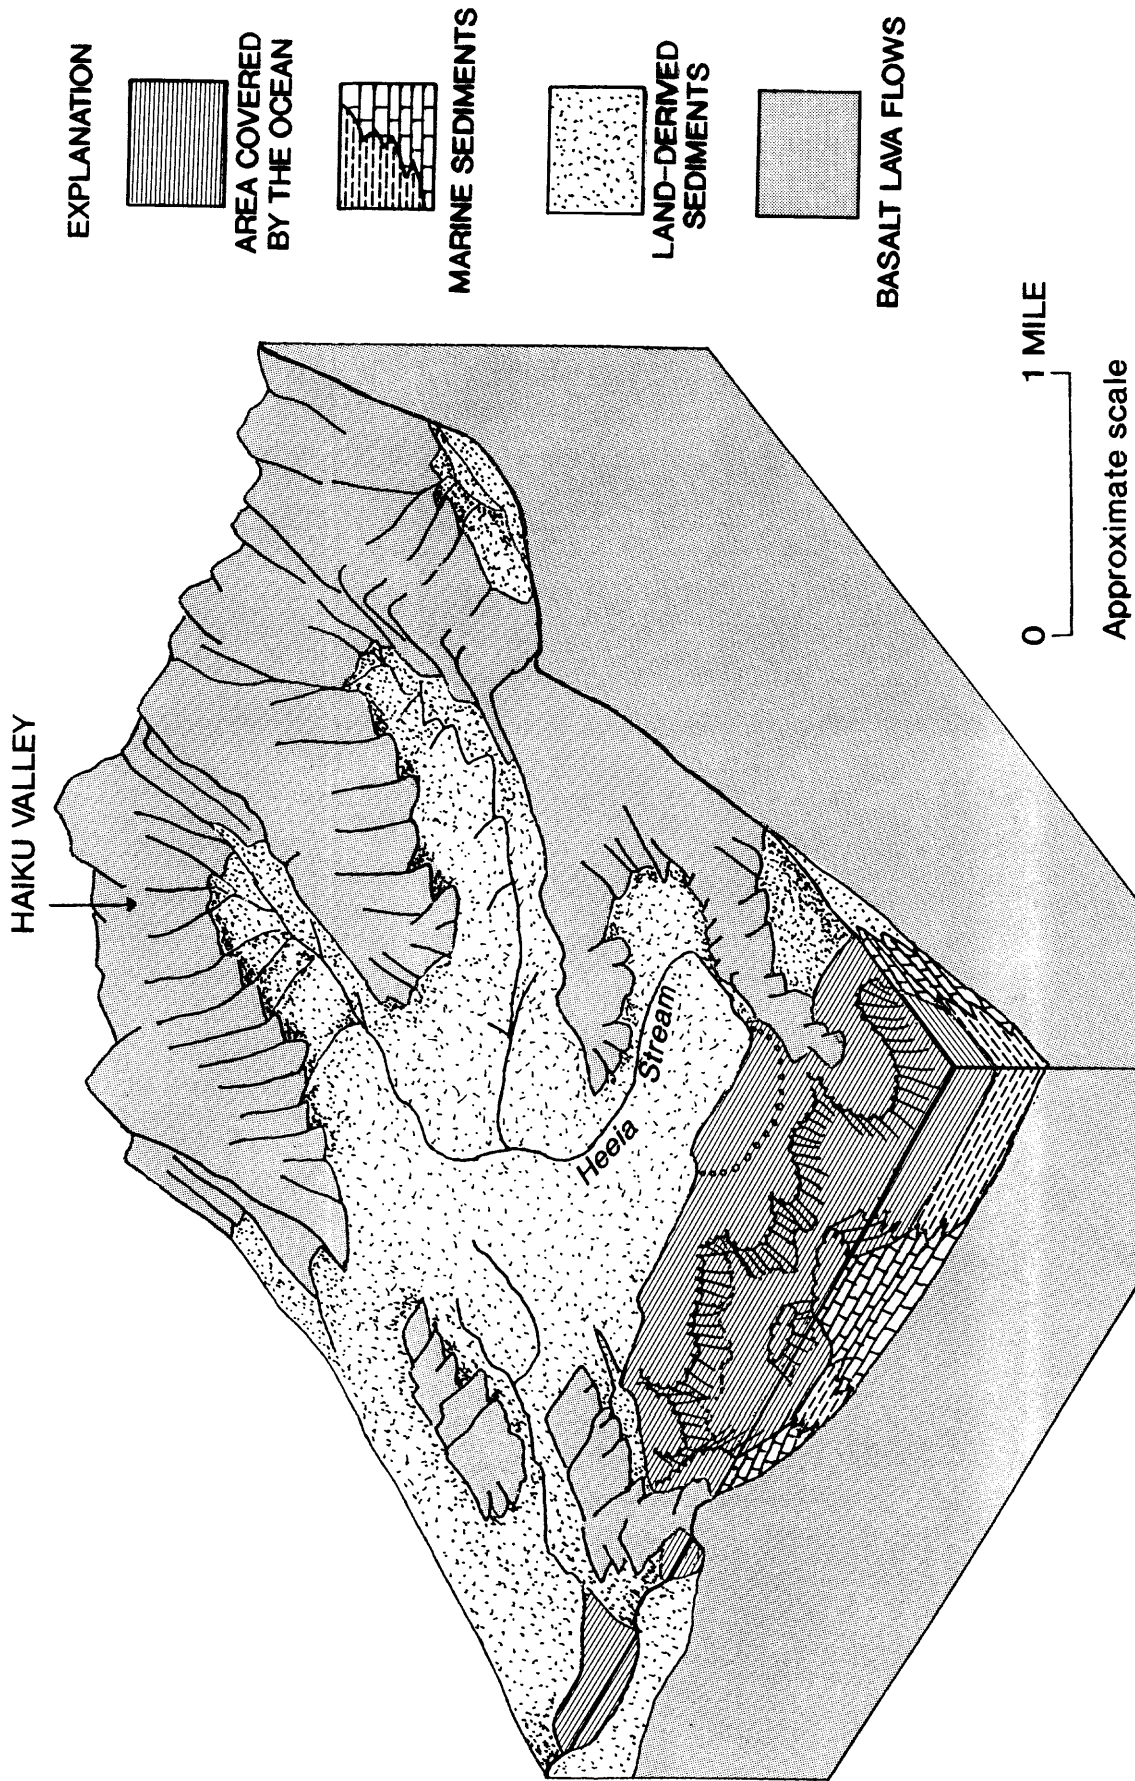 HAIKU VALLEY
Heeia
Stream
EXPLANATION
AREA COVERED
BY THE OCEAN
MARINE SEDIMENTS
LAND-DERIVED
SEDIMENTS
BASALT LAVA FLOWS
0 1 MILE
Approximate scale